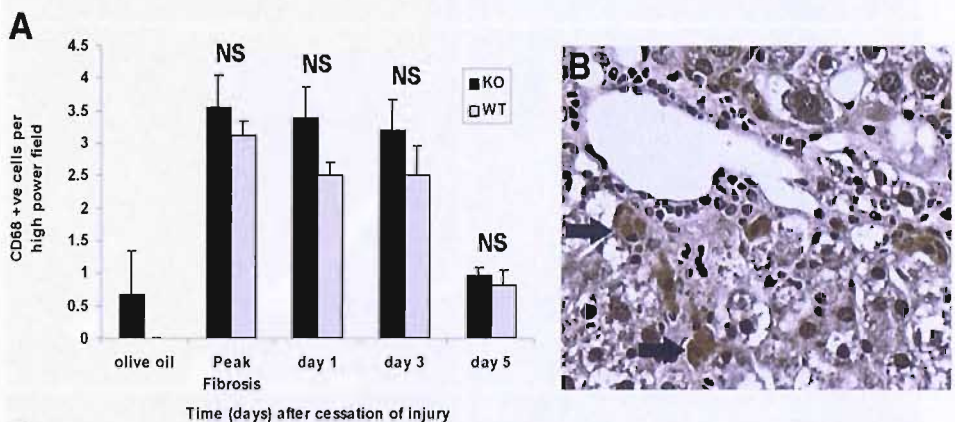 A
4.5
4
3.5
3
2.5
2
1.5
1
0.5
0
CD68 +ve cells per
high power field
NS
NS
NS
NS
KO
WT
olive oil
Peak
Fibrosis
day 1
day 3
day 5
Time (days) after cessation of injury
B